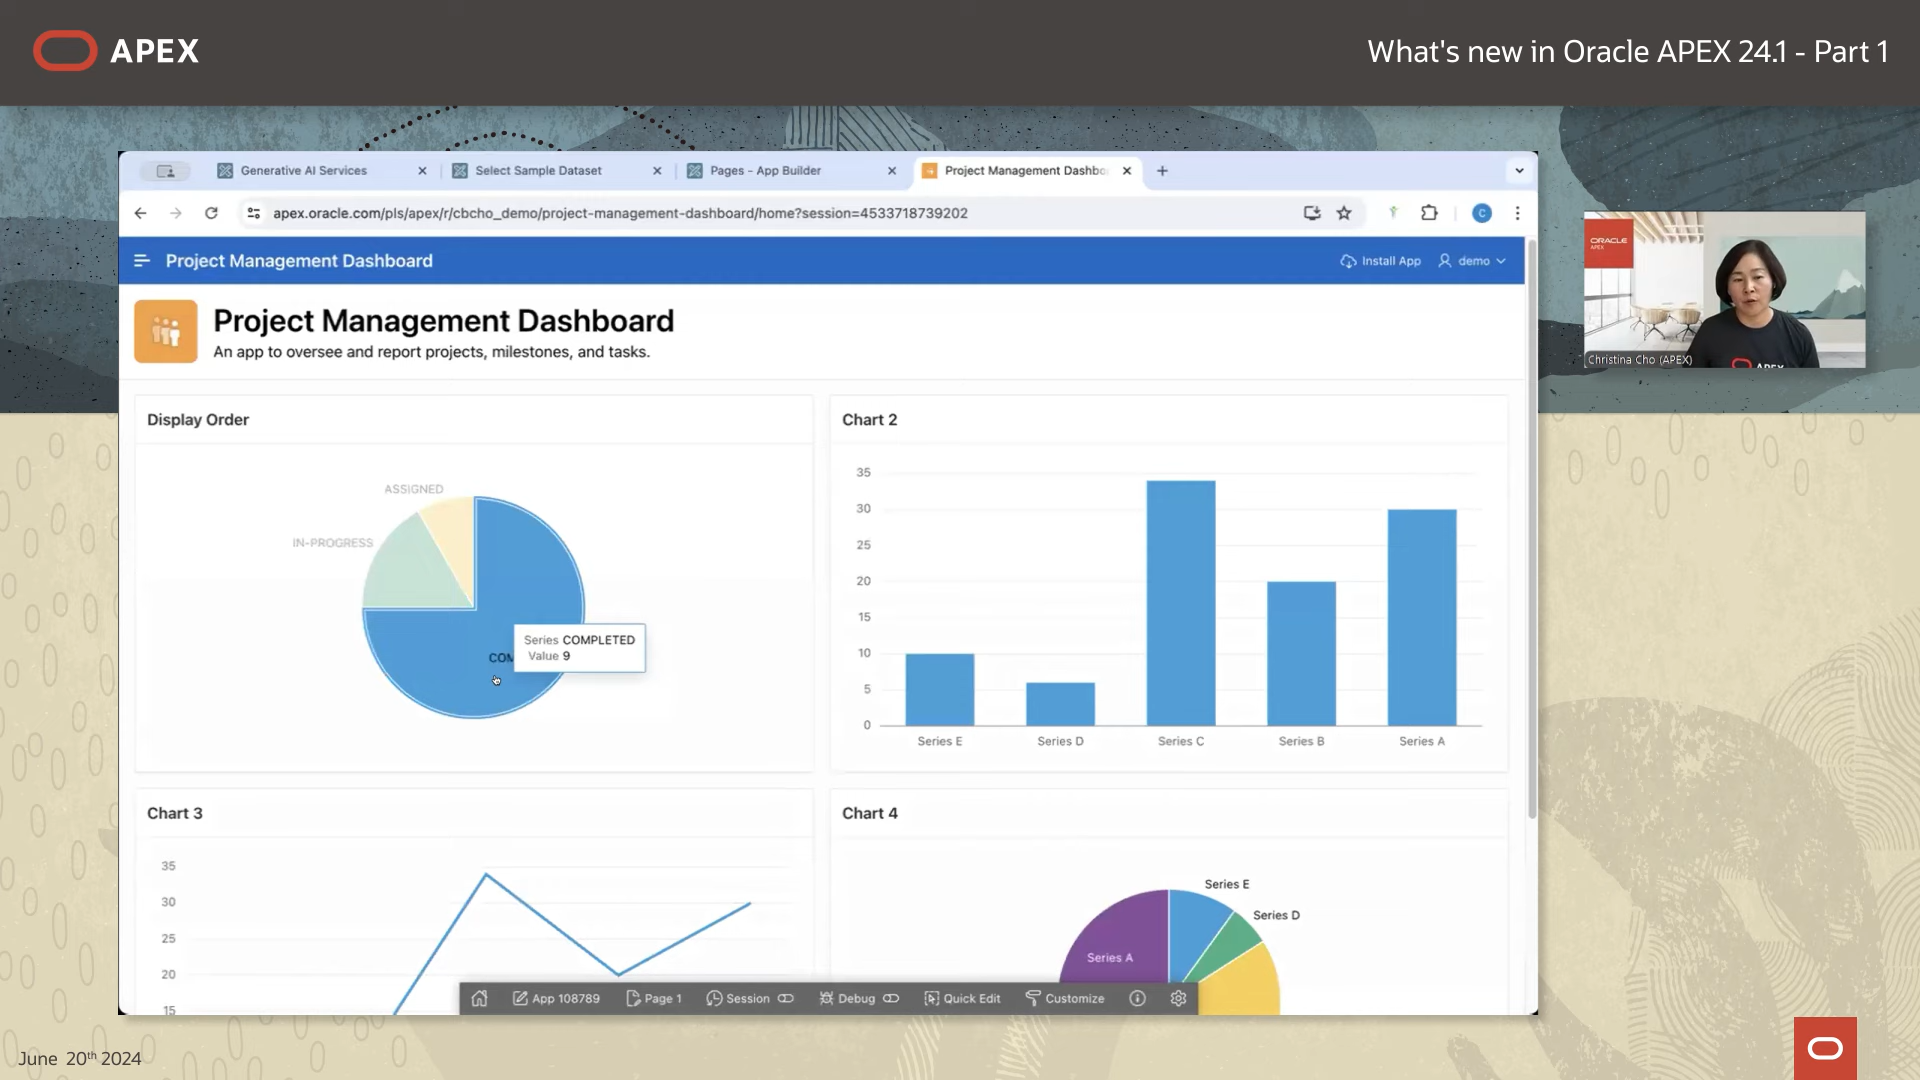 APEX
What's new in Oracle APEX 24.1 - Part 1
Generative AI Services
Select Sample Dataset
Pages - App Builder
Project Management Dashbo
apex.oracle.com/pls/apex/r/cbcho_demo/project-management-dashboard/home?session=4533718739202
C
Project Management Dashboard
Install App
demo
Project Management Dashboard
An app to oversee and report projects, milestones, and tasks.
ORACLE
APEX
Christina Cho (APEX)
APEX
Display Order
ASSIGNED
IN-PROGRESS
COM
Series COMPLETED
Value 9
Chart 2
35
30
25
20
15
10
5
0
Series E
Series D
Series C
Series B
Series A
Chart 3
35
30
25
20
15
Chart 4
Series E
Series D
Series A
App 108789
Page 1
Session
Debug
Quick Edit
Customize
June 20th 2024